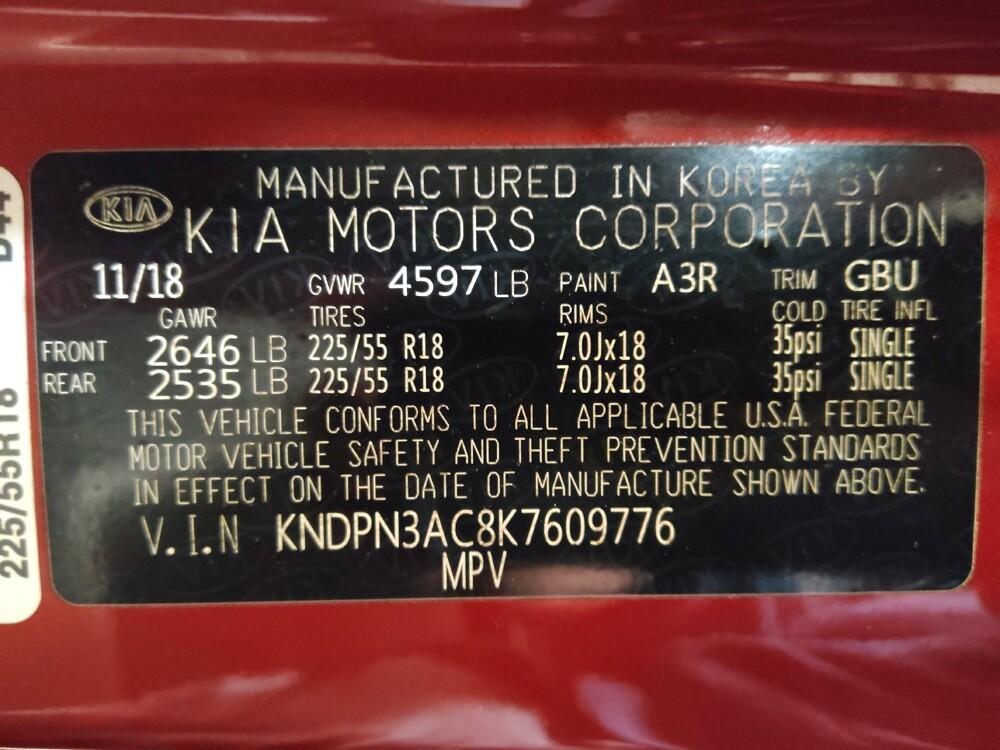 MANUFACTURED IN KOREA BY
KIA
KIA MOTORS CORPORATION
11/18 GVWR 4597 LB PAINT A3R TRIM GBU
GAWR TIRES RIMS COLD TIRE INFL
FRONT 2646 LB 225/55 R18 7.0Jx18 35psi SINGLE
REAR 2535 LB 225/55 R18 7.0Jx18 35psi SINGLE
THIS VEHICLE CONFORMS TO ALL APPLICABLE U.S.A. FEDERAL
MOTOR VEHICLE SAFETY AND THEFT PREVENTION STANDARDS
IN EFFECT ON THE DATE OF MANUFACTURE SHOWN ABOVE.
V.I.N KNDPN3AC8K7609776
MPV
225/55R18